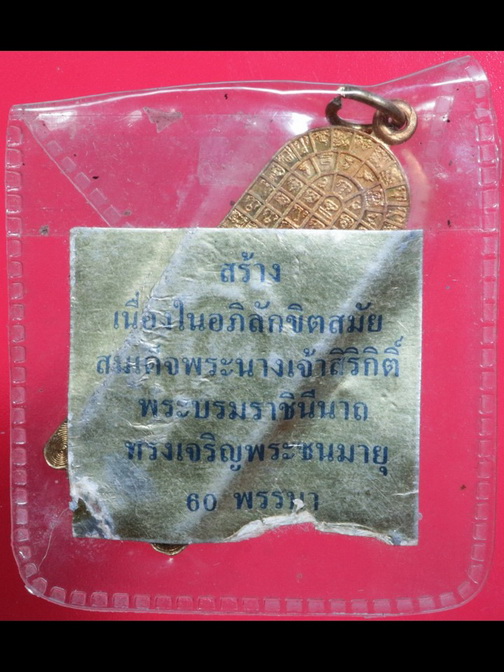 สร้าง
เนื่องในอภิลักขิตสมัย
สมเด็จพระนางเจ้าสิริกิติ์
พระบรมราชินีนาถ
ทรงเจริญพระชนมายุ
60 พรรษา